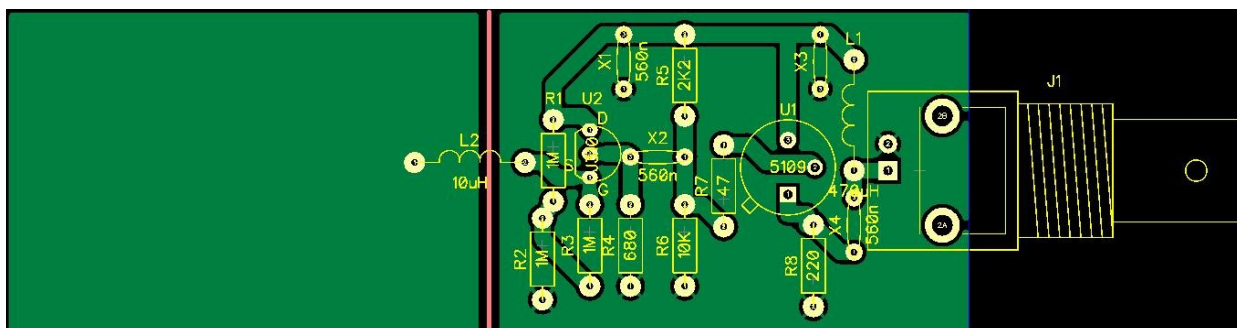 L2
10uH
R1
1M
U2
D
S
G
X1
560n
R5
2K2
X2
560n
R2
1M
R3
1M
R4
680
R6
10K
R7
47
U1
5109
3
1
X3
L1
470uH
R8
220
X4
560n
2
1
2B
2A
J1